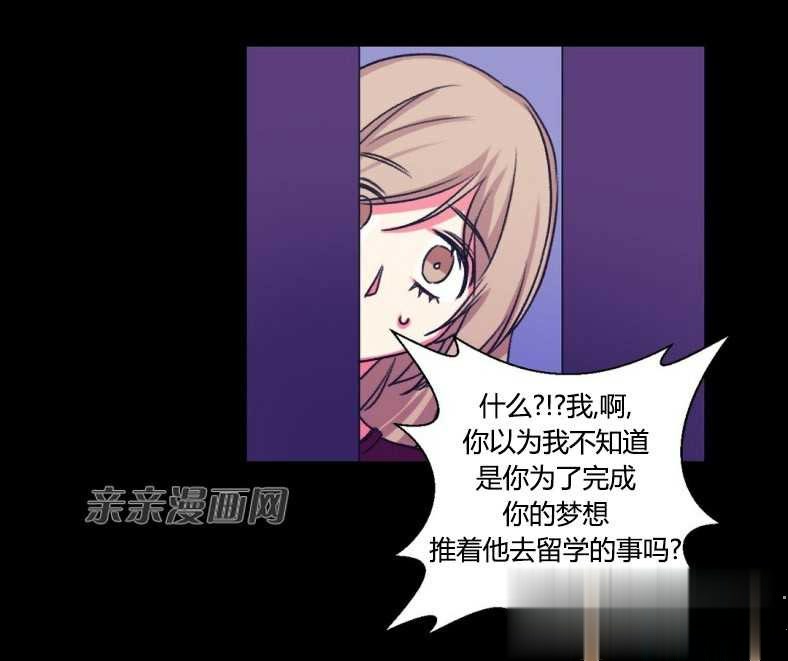 什么?!?我,啊,
你以为我不知道
是你为了完成
你的梦想
推着他去留学的事吗?
亲亲漫画网